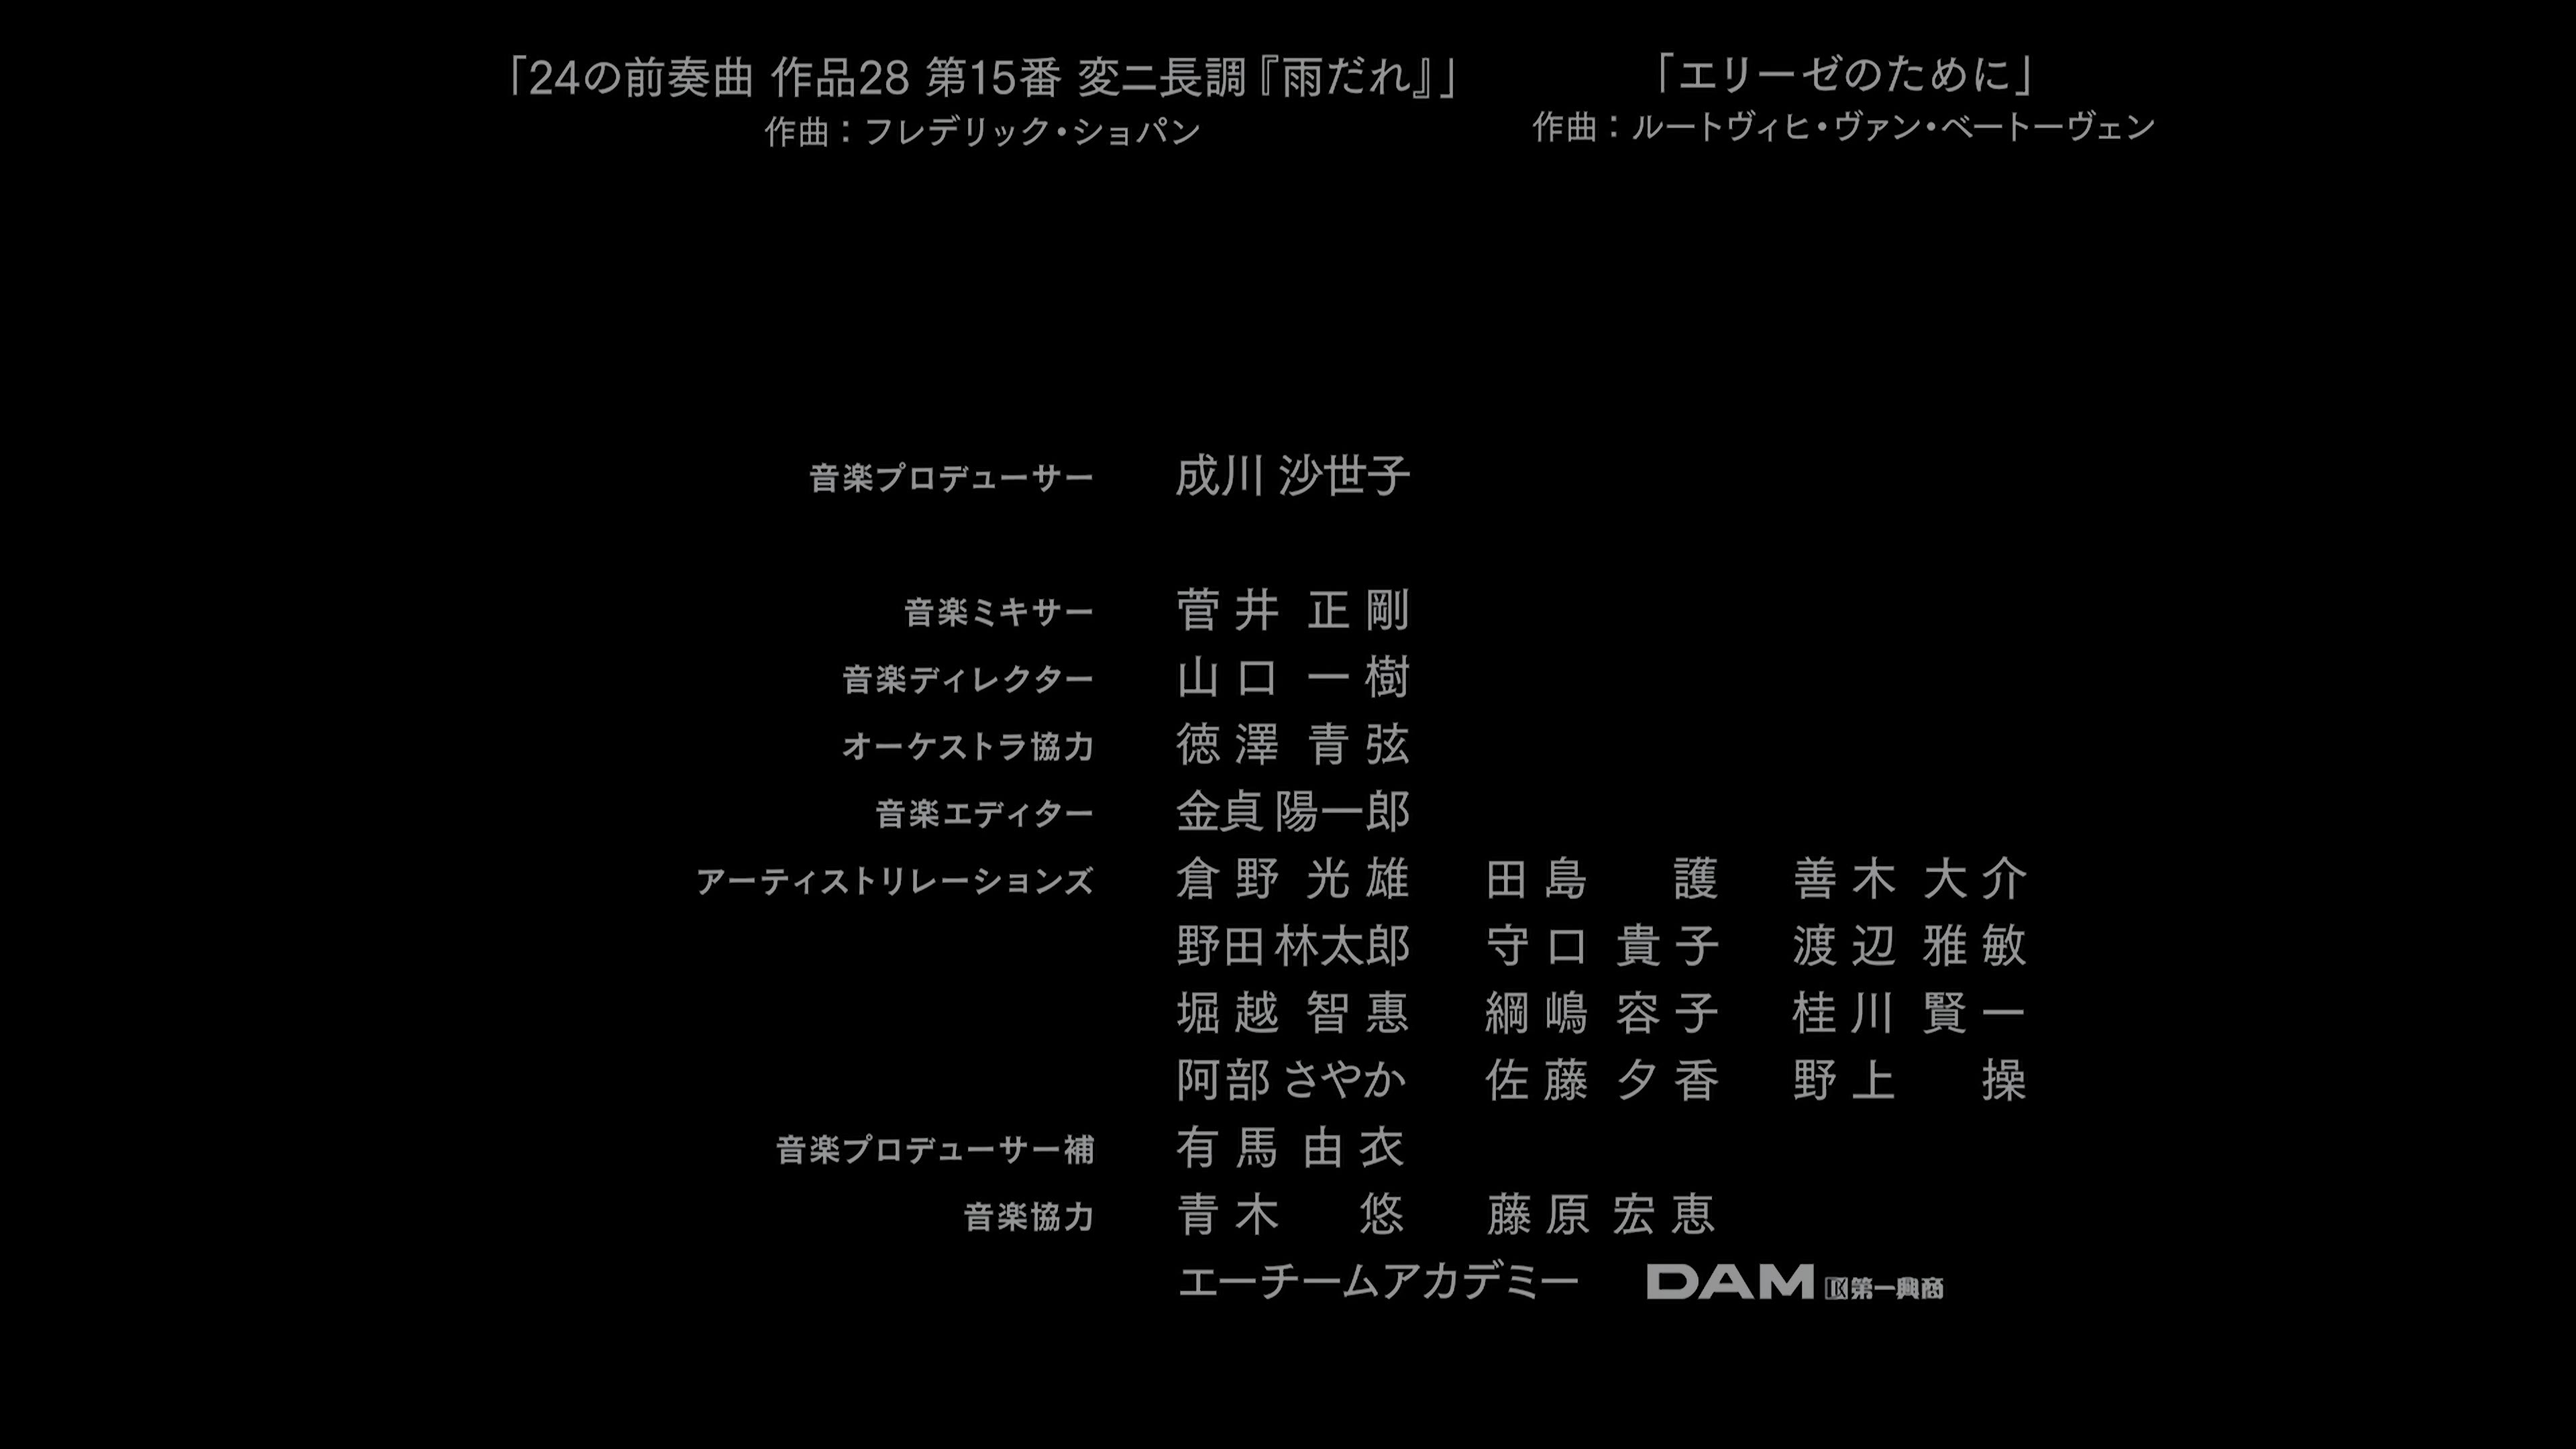 「24の前奏曲 作品28 第15番 変ニ長調『雨だれ』」 「エリーゼのために」
作曲：フレデリック・ショパン 作曲：ルートヴィヒ・ヴァン・ベートーヴェン
音楽プロデューサー 成川 沙世子
音楽ミキサー 菅井 正剛
音楽ディレクター 山口 一樹
オーケストラ協力 徳澤 青弦
音楽エディター 金貞 陽一郎
アーティストリレーションズ 倉野 光雄 田島 護 善木 大介
野田 林太郎 守口 貴子 渡辺 雅敏
堀越 智惠 綱嶋 容子 桂川 賢一
阿部 さやか 佐藤 夕香 野上 操
音楽プロデューサー補 有馬 由衣
音楽協力 青木 悠 藤原 宏恵
エーチームアカデミー DAM DK第一興商